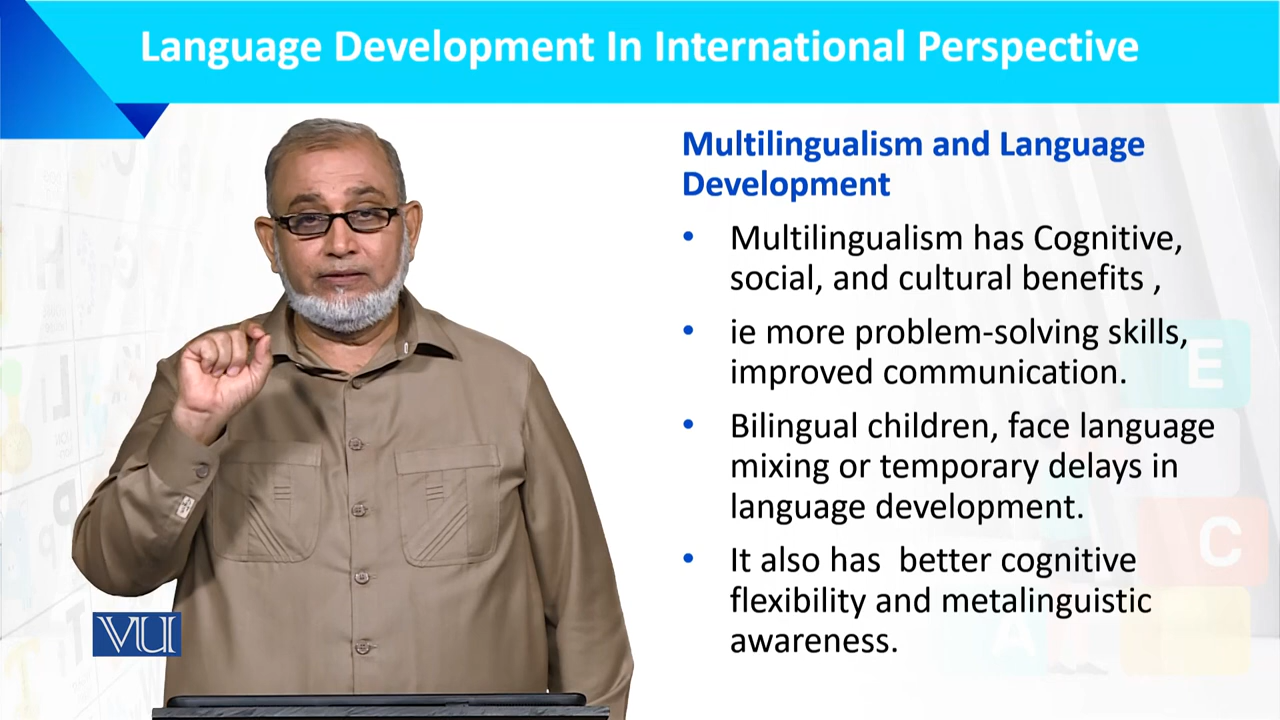 Language Development In International Perspective
Multilingualism and Language
Development
• Multilingualism has Cognitive,
social, and cultural benefits ,
• ie more problem-solving skills,
improved communication.
• Bilingual children, face language
mixing or temporary delays in
language development.
• It also has  better cognitive
flexibility and metalinguistic
awareness.
VU
E
C
A